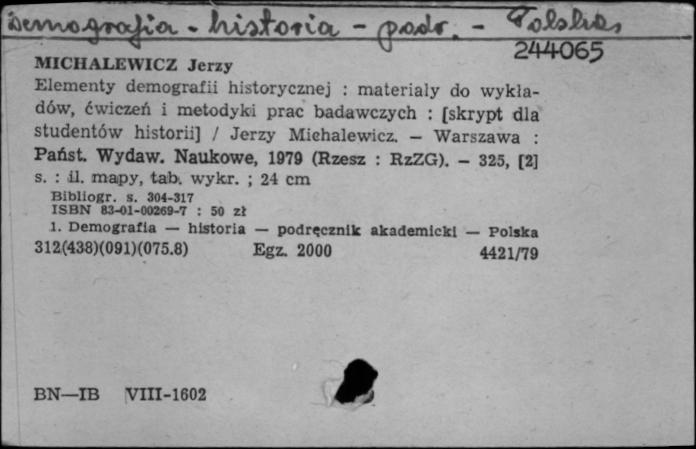 Demografia - historia - podr. - Polska
244065
MICHALEWICZ Jerzy
Elementy demografii historycznej : materiały do wykła-
dów, ćwiczeń i metodyki prac badawczych : [skrypt dla
studentów historii] / Jerzy Michalewicz. — Warszawa :
Państ. Wydaw. Naukowe, 1979 (Rzesz : RzZG). — 325, [2]
s. : il. mapy, tab. wykr. ; 24 cm
Bibliogr. s. 304-317
ISBN 83-01-00269-7 : 50 zł
1. Demografia — historia — podręcznik akademicki — Polska
312(438)(091)(075.8) Egz. 2000 4421/79
BN—IB VIII-1602